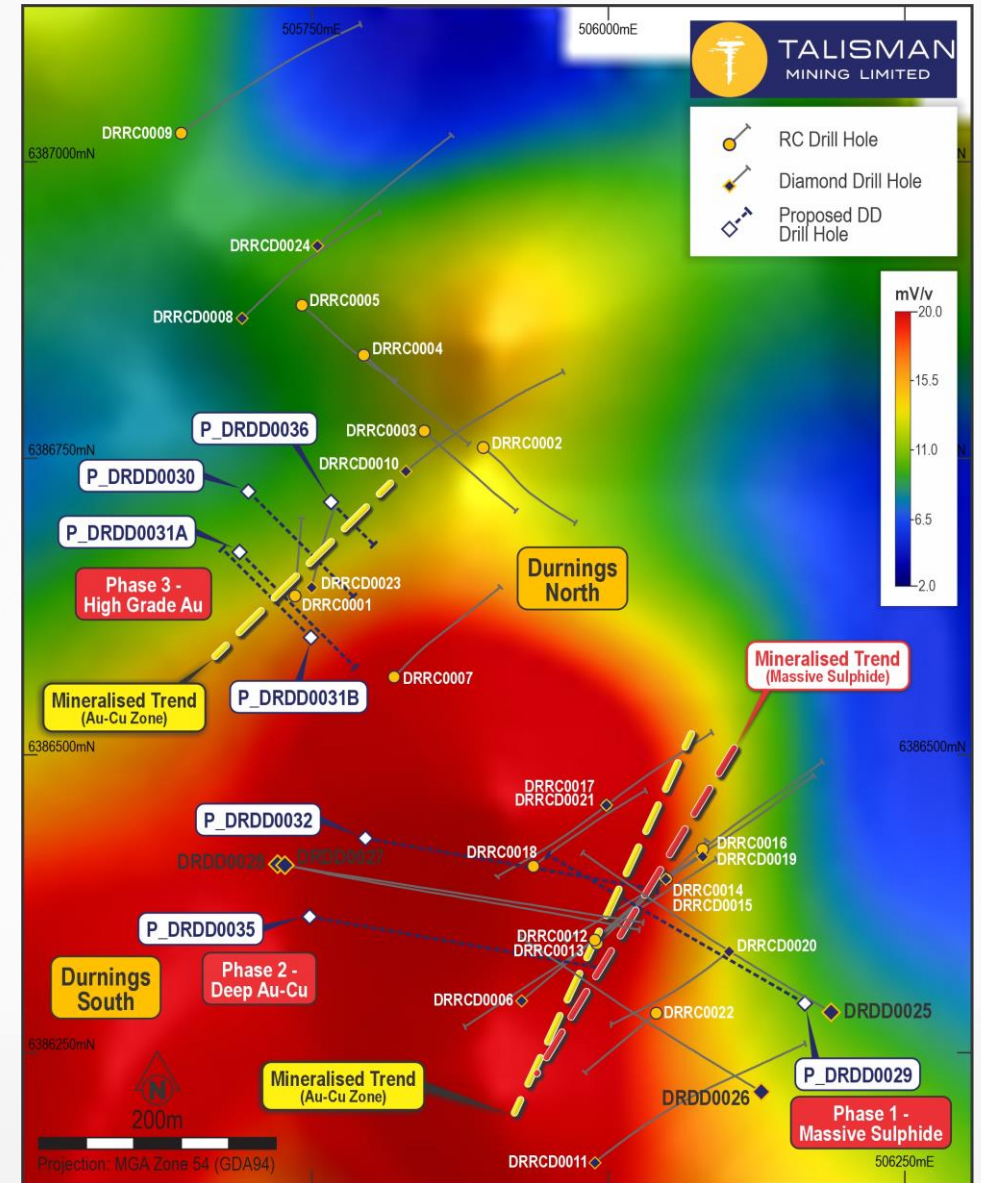 505750mE
506000mE
TALISMAN
MINING LIMITED
DRRC0009
RC Drill Hole
6387000mN
N
Diamond Drill Hole
Proposed DD
Drill Hole
DRRCD0024
mV/v
DRRC0005
20.0
DRRCD0008
DRRC0004
15.5
P_DRDD0036
DRRC0003
DRRC0002
11.0
6386750mN
DRRCD0010
P_DRDD0030
6.5
P_DRDD0031A
Durnings
North
Phase 3 -
High Grade Au
DRRCD0023
2.0
DRRC0001
DRRC0007
Mineralised Trend
(Massive Sulphide)
Mineralised Trend
(Au-Cu Zone)
P_DRDD0031B
6386500mN
6386500mN
DRRC0017
DRRCD0021
P_DRDD0032
DRRC0018
DRRC0016
DRRCD0019
DRDD0028
DRDD0027
DRRC0014
DRRCD0015
P_DRDD0035
DRRC0012
DRRC0013
DRRCD0020
Durnings
South
Phase 2 -
Deep Au-Cu
DRRCD0006
DRRC0022
DRDD0025
6386250mN
Mineralised Trend
(Au-Cu Zone)
P_DRDD0029
DRDD0026
N
200m
Phase 1 -
Massive Sulphide
Projection: MGA Zone 54 (GDA94)
DRRCD0011
506250mE